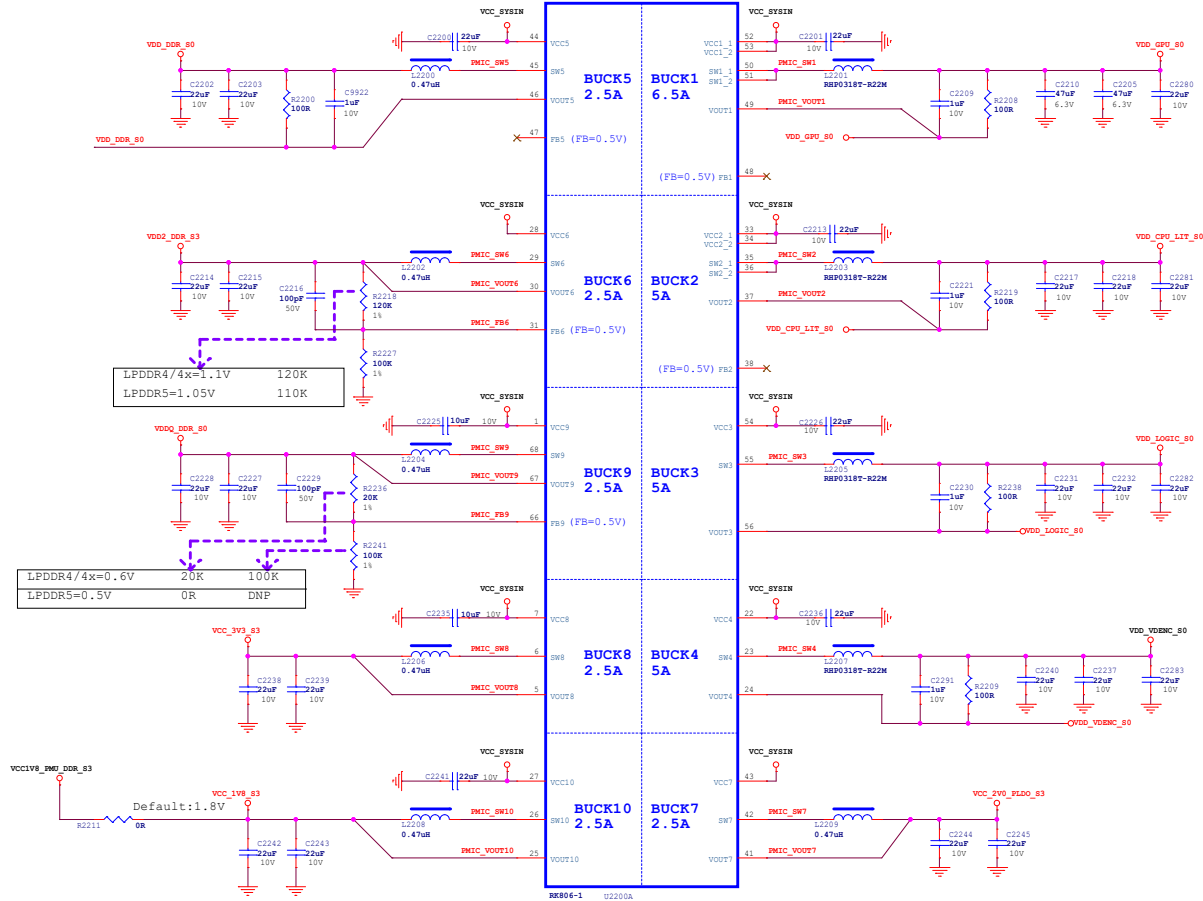 VCC_SYSIN
VCC_SYSIN
VDD_DDR_S0
C2200 22uF
10V
44
VCC5
L2200
0.47uH
PMIC_SW5
45
SW5
46
VOUT5
C2202
22uF
10V
C2203
22uF
10V
R2200
100R
C9922
1uF
10V
VDD_DDR_S0
47
FB5 (FB=0.5V)
BUCK5
2.5A
BUCK1
6.5A
52
VCC1_1
53
VCC1_2
C2201 22uF
10V
50
SW1_1
51
SW1_2
PMIC_SW1
L2201
RHP0318T-R22M
VDD_GPU_S0
49
VOUT1
PMIC_VOUT1
VDD_GPU_S0
C2209
1uF
10V
R2208
100R
C2210
47uF
6.3V
C2205
47uF
6.3V
C2280
22uF
10V
(FB=0.5V) FB1
48
VCC_SYSIN
VCC_SYSIN
VDD2_DDR_S3
28
VCC6
L2202
0.47uH
PMIC_SW6
29
SW6
PMIC_VOUT6
30
VOUT6
C2214
22uF
10V
C2215
22uF
10V
C2216
100pF
50V
R2218
120K
1%
PMIC_FB6
31
FB6 (FB=0.5V)
R2227
100K
1%
LPDDR4/4x=1.1V 120K
LPDDR5=1.05V 110K
BUCK6
2.5A
BUCK2
5A
33
VCC2_1
34
VCC2_2
C2213 22uF
10V
35
SW2_1
36
SW2_2
PMIC_SW2
L2203
RHP0318T-R22M
VDD_CPU_LIT_S0
37
VOUT2
PMIC_VOUT2
VDD_CPU_LIT_S0
C2221
1uF
10V
R2219
100R
C2217
22uF
10V
C2218
22uF
10V
C2281
22uF
10V
(FB=0.5V) FB2
38
VCC_SYSIN
VCC_SYSIN
VDDQ_DDR_S0
C2225 10uF 10V
1
VCC9
L2204
0.47uH
PMIC_SW9
68
SW9
PMIC_VOUT9
67
VOUT9
C2228
22uF
10V
C2227
22uF
10V
C2229
100pF
50V
R2236
20K
1%
PMIC_FB9
66
FB9 (FB=0.5V)
R2241
100K
1%
LPDDR4/4x=0.6V 20K 100K
LPDDR5=0.5V 0R DNP
BUCK9
2.5A
BUCK3
5A
54
VCC3
C2226 22uF
10V
55
SW3
PMIC_SW3
L2205
RHP0318T-R22M
VDD_LOGIC_S0
C2230
1uF
10V
R2238
100R
C2231
22uF
10V
C2232
22uF
10V
C2282
22uF
10V
56
VOUT3
VDD_LOGIC_S0
VCC_SYSIN
VCC_SYSIN
VCC_3V3_S3
C2235 10uF 10V
7
VCC8
L2206
0.47uH
PMIC_SW8
6
SW8
PMIC_VOUT8
5
VOUT8
C2238
22uF
10V
C2239
22uF
10V
BUCK8
2.5A
BUCK4
5A
22
VCC4
C2236 22uF
10V
23
SW4
PMIC_SW4
L2207
RHP0318T-R22M
VDD_VDENC_S0
24
VOUT4
C2291
1uF
10V
R2209
100R
C2240
22uF
10V
C2237
22uF
10V
C2283
22uF
10V
VDD_VDENC_S0
VCC_SYSIN
VCC_SYSIN
VCC1V8_PMU_DDR_S3
VCC_1V8_S3
Default:1.8V
R2211
0R
C2241 22uF 10V
27
VCC10
L2208
0.47uH
PMIC_SW10
26
SW10
PMIC_VOUT10
25
VOUT10
C2242
22uF
10V
C2243
22uF
10V
BUCK10
2.5A
BUCK7
2.5A
43
VCC7
42
SW7
PMIC_SW7
L2209
0.47uH
VCC_2V0_PLDO_S3
41
VOUT7
PMIC_VOUT7
C2244
22uF
10V
C2245
22uF
10V
RK806-1
U2200A